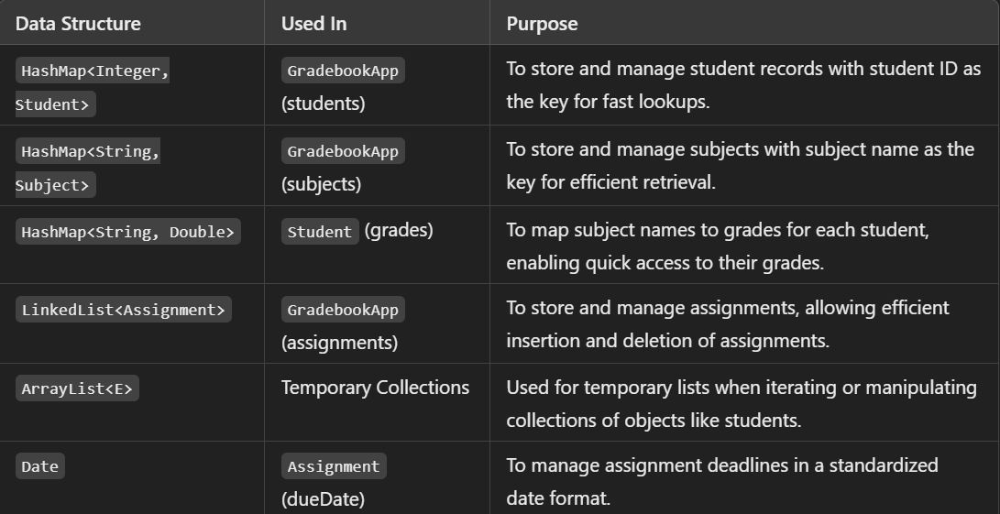 Data Structure Used In Purpose
HashMap<Integer, Student> GradebookApp (students) To store and manage student records with student ID as the key for fast lookups.
HashMap<String, Subject> GradebookApp (subjects) To store and manage subjects with subject name as the key for efficient retrieval.
HashMap<String, Double> Student (grades) To map subject names to grades for each student, enabling quick access to their grades.
LinkedList<Assignment> GradebookApp (assignments) To store and manage assignments, allowing efficient insertion and deletion of assignments.
ArrayList<E> Temporary Collections Used for temporary lists when iterating or manipulating collections of objects like students.
Date Assignment (dueDate) To manage assignment deadlines in a standardized date format.